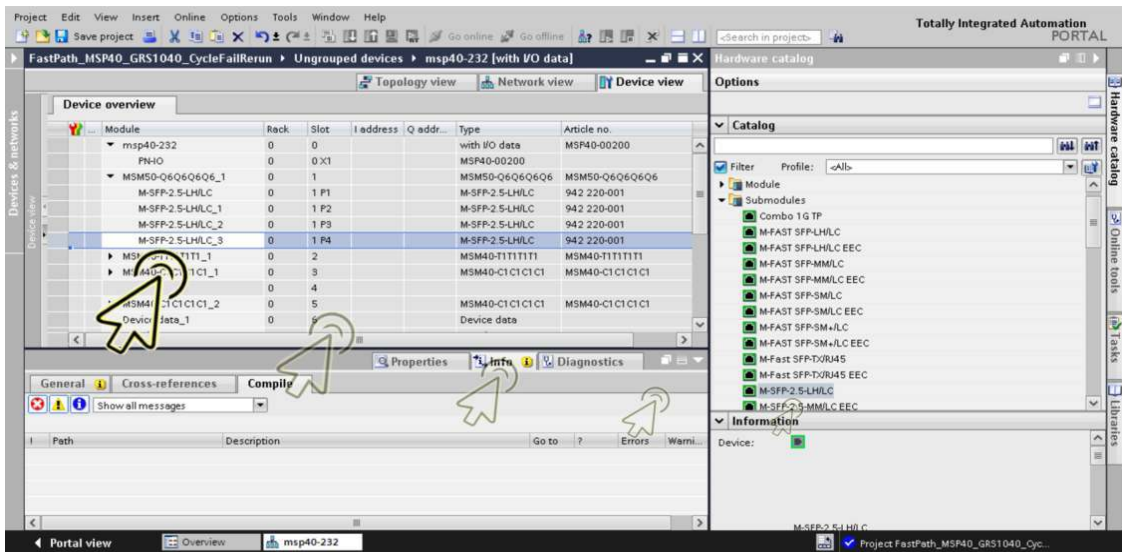 Project Edit View Insert Online Options Tools Window Help
Totally Integrated Automation
PORTAL
Save project Go online Go offline <Search in project>
FastPath_MSP40_GRS1040_CycleFailRerun Ungrouped devices msp40-232 [with I/O data]
Hardware catalog
Topology view Network view Device view
Options
Device overview
Catalog
... Module Rack Slot I address Q addr... Type Article no.
msp40-232 0 0 with I/O data MSP40-00200
PN-IO 0 0 X1 MSP40-00200
MSM50-Q6Q6Q6Q6_1 0 1 MSM50-Q6Q6Q6Q6 MSM50-Q6Q6Q6Q6
M-SFP-2.5-LH/LC 0 1 P1 M-SFP-2.5-LH/LC 942 220-001
M-SFP-2.5-LH/LC_1 0 1 P2 M-SFP-2.5-LH/LC 942 220-001
M-SFP-2.5-LH/LC_2 0 1 P3 M-SFP-2.5-LH/LC 942 220-001
M-SFP-2.5-LH/LC_3 0 1 P4 M-SFP-2.5-LH/LC 942 220-001
0 2 MSM40-T1T1T1T1 MSM40-T1T1T1T1
0 3 MSM40-C1C1C1C1 MSM40-C1C1C1C1
0 4
0 5 MSM40-C1C1C1C1 MSM40-C1C1C1C1
0 Device data
Filter Profile: <All>
Module
Submodules
Combo 1G TP
M-FAST SFP-LH/LC
M-FAST SFP-LH/LC EEC
M-FAST SFP-MM/LC
M-FAST SFP-MM/LC EEC
M-FAST SFP-SM/LC
M-FAST SFP-SM/LC EEC
M-FAST SFP-SM+/LC
M-FAST SFP-SM+/LC EEC
M-Fast SFP-TX/RJ45
M-Fast SFP-TX/RJ45 EEC
M-SFP-2.5-LH/LC
M-SFP-2.5-MM/LC EEC
Properties Info Diagnostics
General Cross-references Compile
Show all messages
! Path Description Go to ? Errors Warni...
Information
Device:
M-SFP-2.5-LH/LC
Devices & networks
Device view
Hardware catalog
Online tools
Tasks
Libraries
Portal view Overview msp40-232
Project FastPath_MSP40_GRS1040_Cyc...